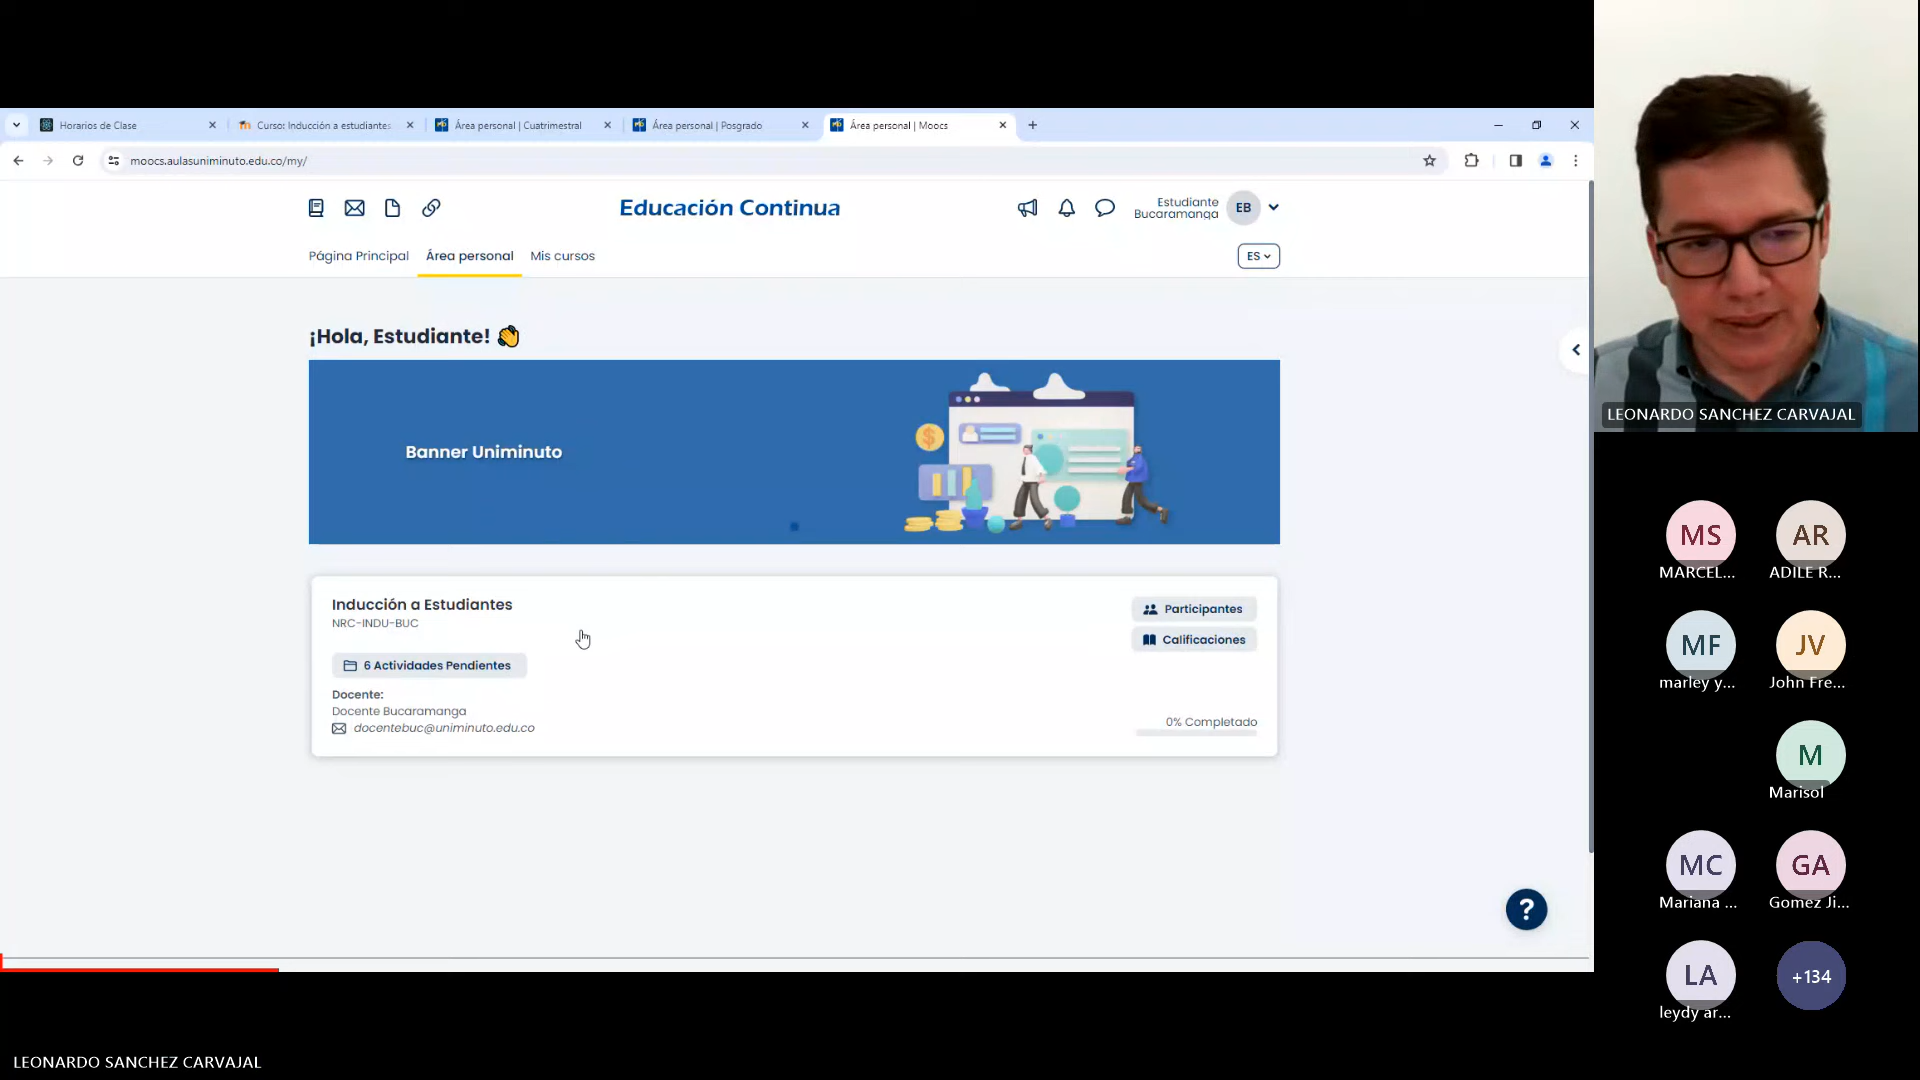 Horarios de Clase
Curso: Inducción a estudiantes
Área personal | Cuatrimestral
Área personal | Posgrado
Área personal | Moocs
moocs.aulasuniminuto.edu.co/my/
Educación Continua
Estudiante
Bucaramanga
EB
Página Principal
Área personal
Mis cursos
ES
¡Hola, Estudiante!
Banner Uniminuto
Inducción a Estudiantes
NRC-INDU-BUC
6 Actividades Pendientes
Docente:
Docente Bucaramanga
docentebuc@uniminuto.edu.co
Participantes
Calificaciones
0% Completado
?
LEONARDO SANCHEZ CARVAJAL
MS
MARCEL...
AR
ADILE R...
MF
marley y...
JV
John Fre...
M
Marisol
MC
Mariana ...
GA
Gomez Ji...
LA
leydy ar...
+134
LEONARDO SANCHEZ CARVAJAL